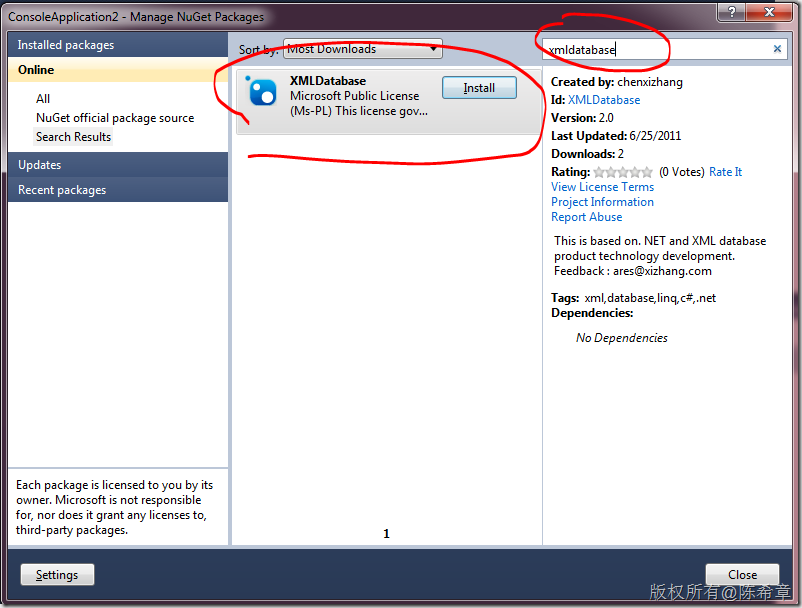 ConsoleApplication2 - Manage NuGet Packages
?
Installed packages
Online
All
NuGet official package source
Search Results
Updates
Recent packages
Each package is licensed to you by its
owner. Microsoft is not responsible
for, nor does it grant any licenses to,
third-party packages.
Settings
Sort by: Most Downloads
XMLDatabase
Microsoft Public License
(Ms-PL) This license gov...
Install
1
xmldatabase
Created by: chenxizhang
Id: XMLDatabase
Version: 2.0
Last Updated: 6/25/2011
Downloads: 2
Rating: (0 Votes) Rate It
View License Terms
Project Information
Report Abuse
This is based on. NET and XML database
product technology development.
Feedback : ares@xizhang.com
Tags: xml,database,linq,c#,.net
Dependencies:
No Dependencies
Close
版权所有@陈希章